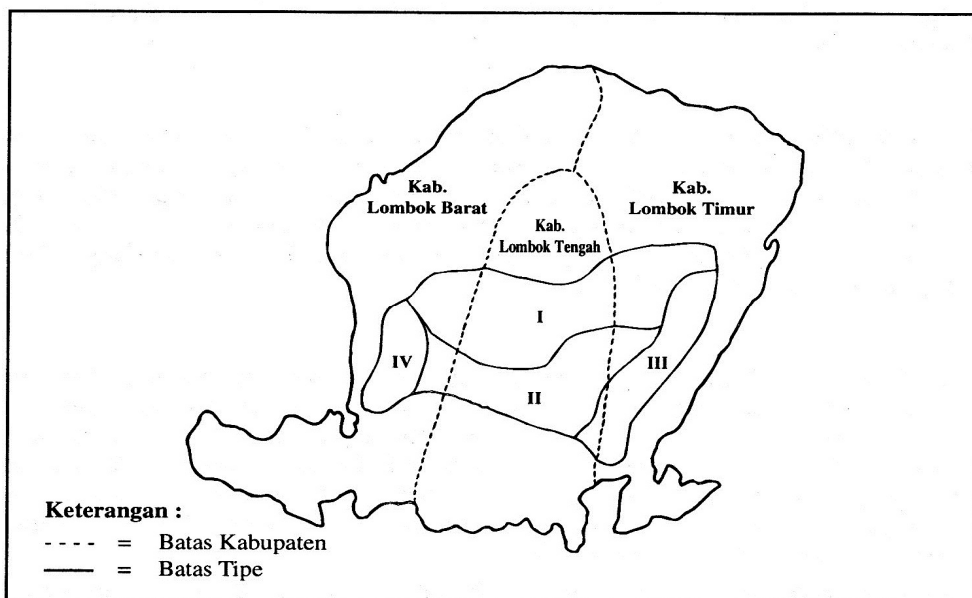 Kab.
Lombok Barat
Kab.
Lombok Timur
Kab.
Lombok Tengah
I
IV
III
II
Keterangan :
---- = Batas Kabupaten
—— = Batas Tipe